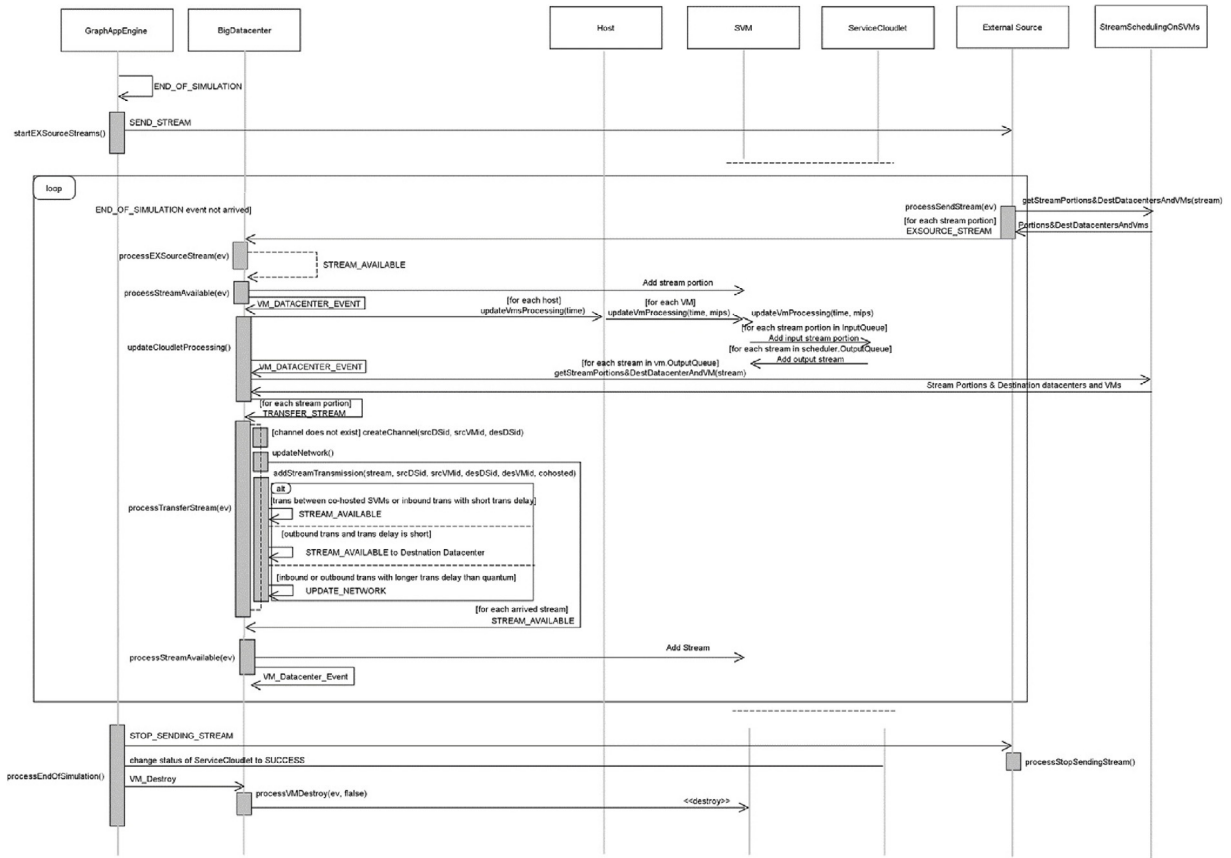 GraphAppEngine
BigDatacenter
Host
SVM
ServiceCloudlet
External Source
StreamSchedulingOnSVMs
END_OF_SIMULATION
SEND_STREAM
startEXSourceStreams()
loop
END_OF_SIMULATION event not arrived]
processSendStream(ev)
getStreamPortions&DestDatacentersAndVMs(stream)
[for each stream portion]
EXSOURCE_STREAM
Portions&DestDatacentersAndVms
processEXSourceStream(ev)
STREAM_AVAILABLE
Add stream portion
processStreamAvailable(ev)
VM_DATACENTER_EVENT
[for each host]
updateVmsProcessing(time)
[for each VM]
updateVmProcessing(time, mips)
updateVmProcessing(time, mips)
[for each stream portion in InputQueue]
Add input stream portion
updateCloudletProcessing()
[for each stream in scheduler.OutputQueue]
Add output stream
VM_DATACENTER_EVENT
[for each stream in vm.OutputQueue]
getStreamPortions&DestDatacenterAndVM(stream)
Stream Portions & Destination datacenters and VMs
[for each stream portion]
TRANSFER_STREAM
[channel does not exist] createChannel(srcDSid, srcVMid, desDSid)
updateNetwork()
addStreamTransmission(stream, srcDSid, srcVMid, desDSid, desVMid, cohosted)
alt
[trans between co-hosted SVMs or inbound trans with short trans delay]
processTransferStream(ev)
STREAM_AVAILABLE
[outbound trans and trans delay is short]
STREAM_AVAILABLE to Destnation Datacenter
[inbound or outbound trans with longer trans delay than quantum]
UPDATE_NETWORK
[for each arrived stream]
STREAM_AVAILABLE
Add Stream
processStreamAvailable(ev)
VM_Datacenter_Event
STOP_SENDING_STREAM
change status of ServiceCloudlet to SUCCESS
processStopSendingStream()
processEndOfSimulation()
VM_Destroy
processVMDestroy(ev, flalse)
<<destroy>>